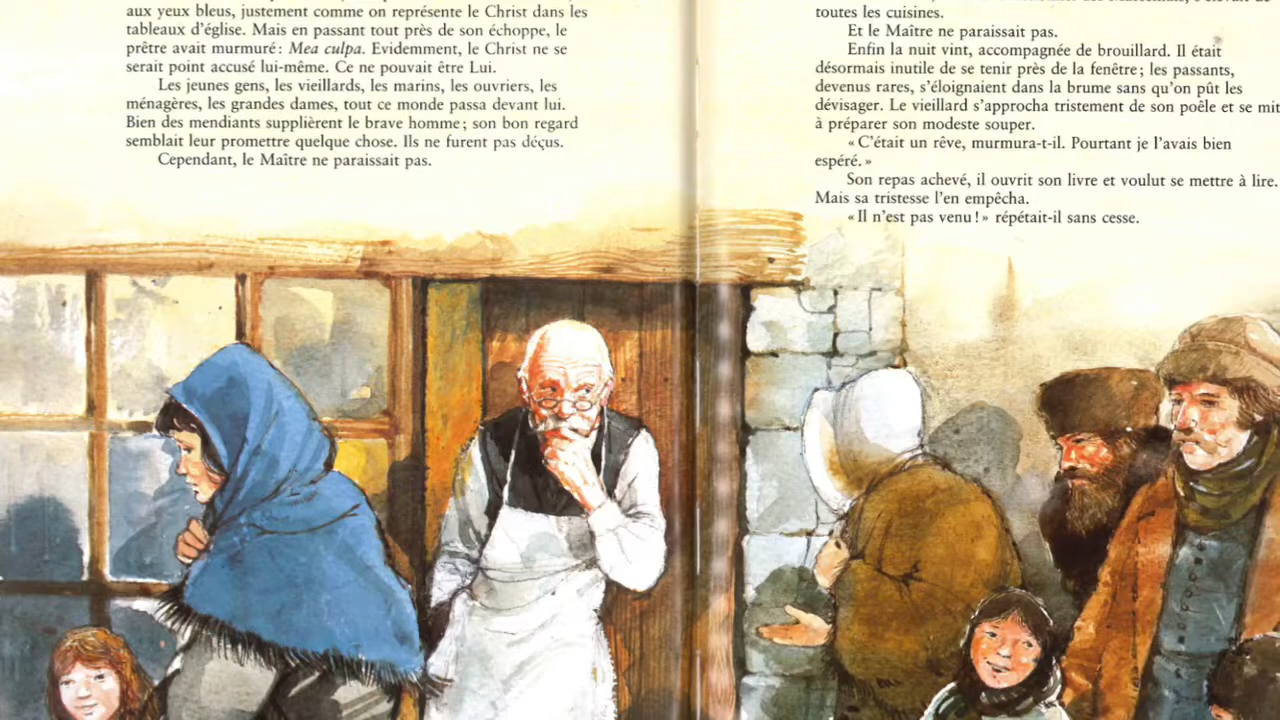 aux yeux bleus, justement comme on représente le Christ dans les
tableaux d'église. Mais en passant tout près de son échoppe, le
prêtre avait murmuré : Mea culpa. Evidemment, le Christ ne se
serait point accusé lui-même. Ce ne pouvait être Lui.
Les jeunes gens, les vieillards, les marins, les ouvriers, les
ménagères, les grandes dames, tout ce monde passa devant lui.
Bien des mendiants supplièrent le brave homme ; son bon regard
semblait leur promettre quelque chose. Ils ne furent pas déçus.
Cependant, le Maître ne paraissait pas.
toutes les cuisines.
Et le Maître ne paraissait pas.
Enfin la nuit vint, accompagnée de brouillard. Il était
désormais inutile de se tenir près de la fenêtre ; les passants,
devenus rares, s'éloignaient dans la brume sans qu'on pût les
dévisager. Le vieillard s'approcha tristement de son poêle et se mit
à préparer son modeste souper.
« C'était un rêve, murmura-t-il. Pourtant je l'avais bien
espéré. »
Son repas achevé, il ouvrit son livre et voulut se mettre à lire.
Mais sa tristesse l'en empêcha.
« Il n'est pas venu ! » répétait-il sans cesse.